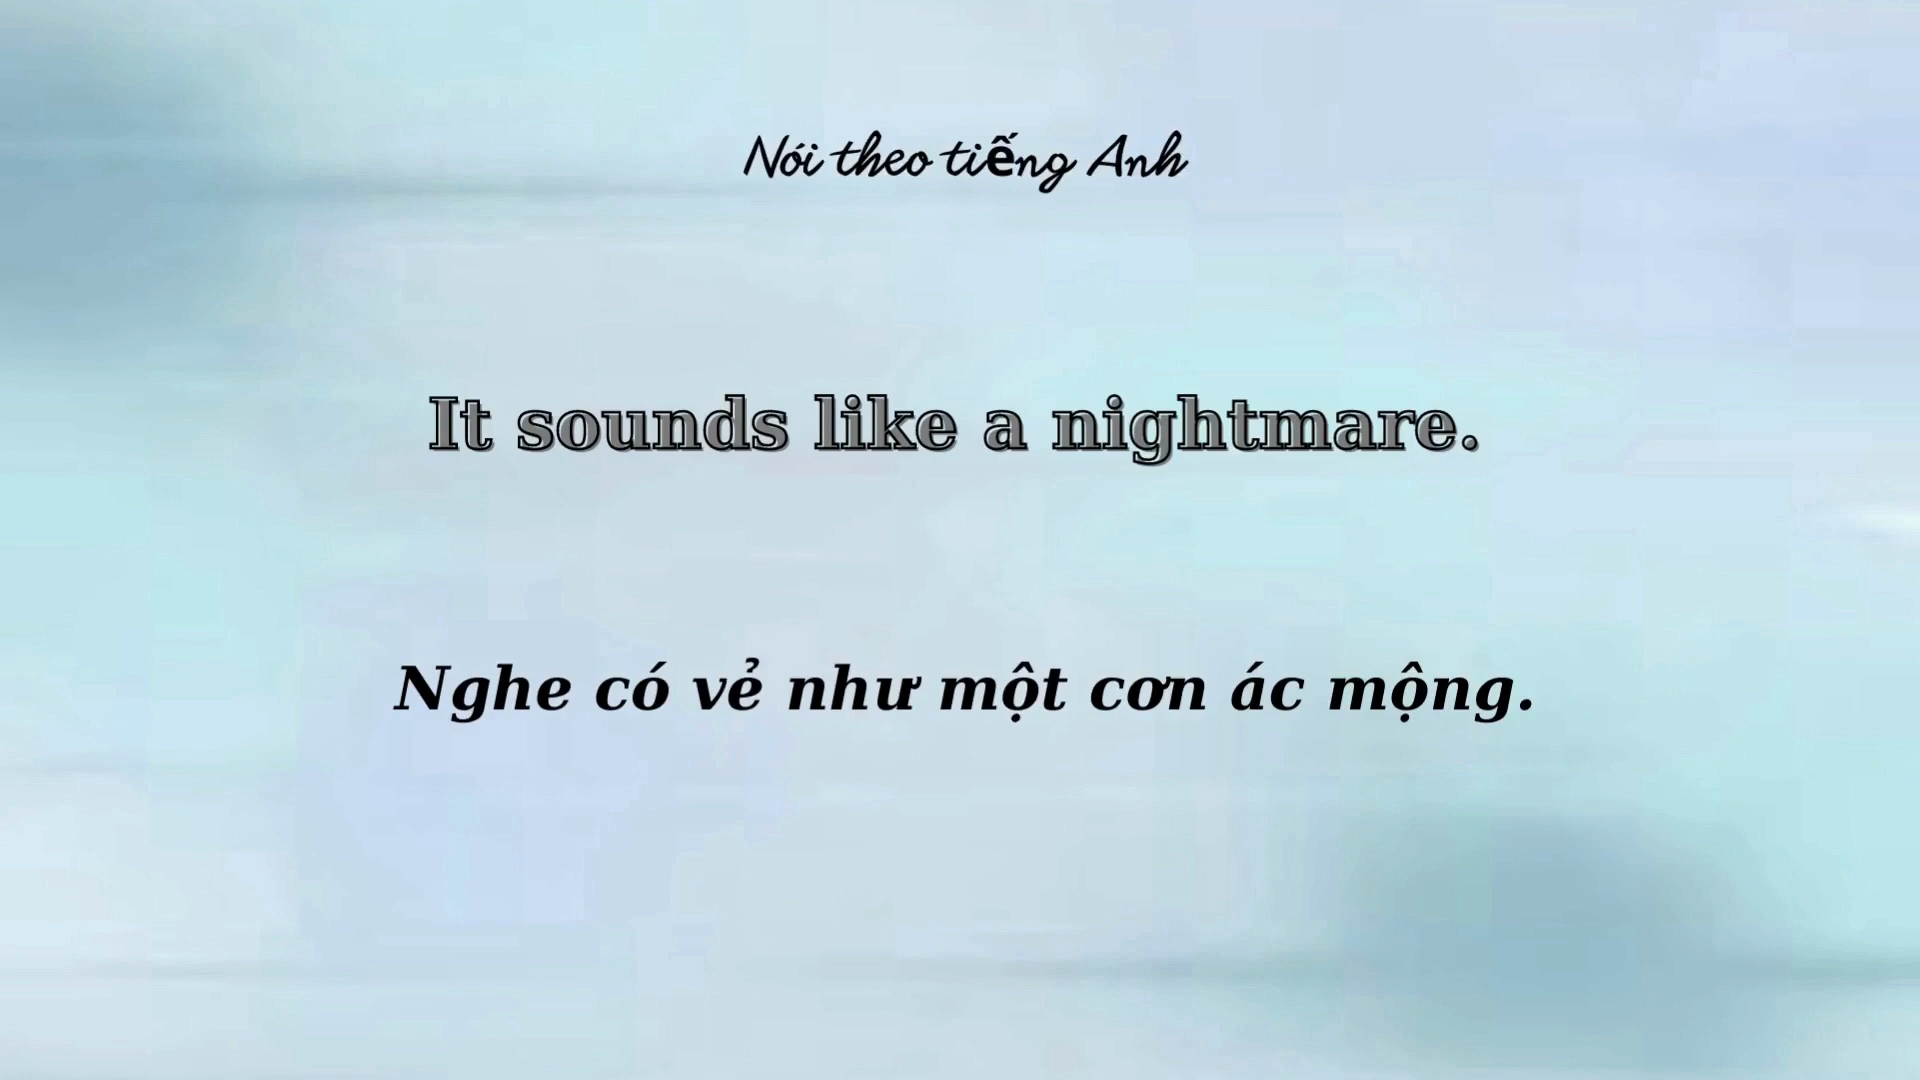 Nói theo tiếng Anh
It sounds like a nightmare.
Nghe có vẻ như một cơn ác mộng.